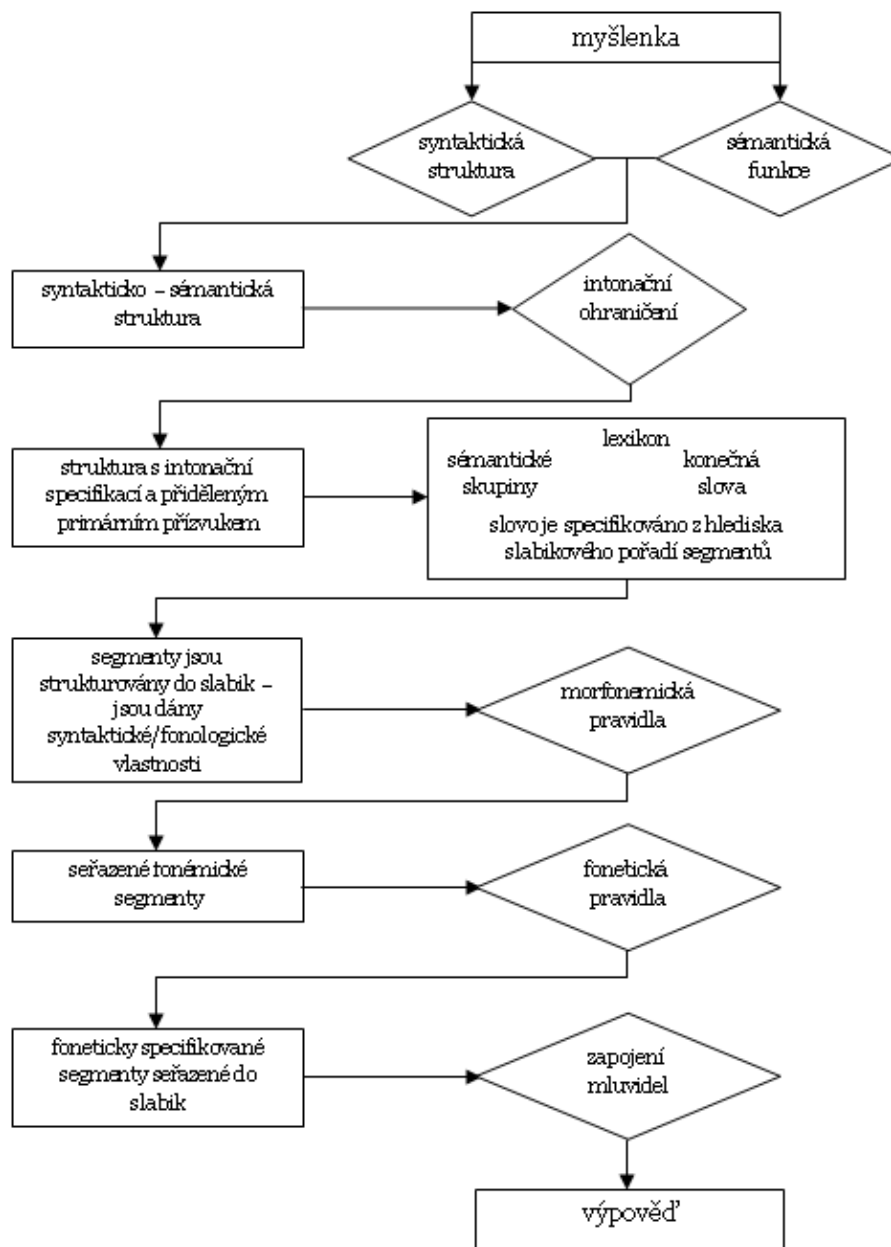 myšlenka
syntaktická
struktura
sémantická
funkce
syntakticko – sémantická
struktura
intonační
ohraničení
struktura s intonační
specifikací a přiděleným
primárním přízvukem
lexikon
sémantické
skupiny
konečná
slova
slovo je specifikováno z hlediska
slabikového pořadí segmentů
segmenty jsou
strukturovány do slabik –
jsou dány
syntaktické/fonologické
vlastnosti
morfonemická
pravidla
seřazené fonémické
segmenty
fonetická
pravidla
foneticky specifikované
segmenty seřazené do
slabik
zapojení
mluvidel
výpověď